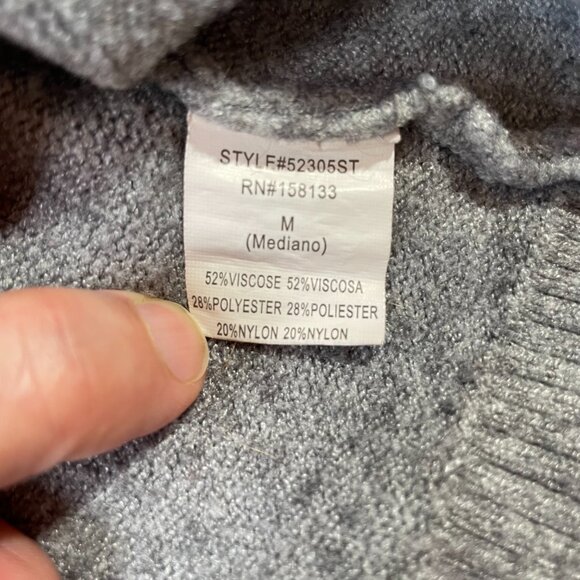 STYLE#52305ST
RN#158133
M
(Mediano)
52%VISCOSE 52%VISCOSA
28%POLYESTER 28%POLIESTER
20%NYLON 20%NYLON